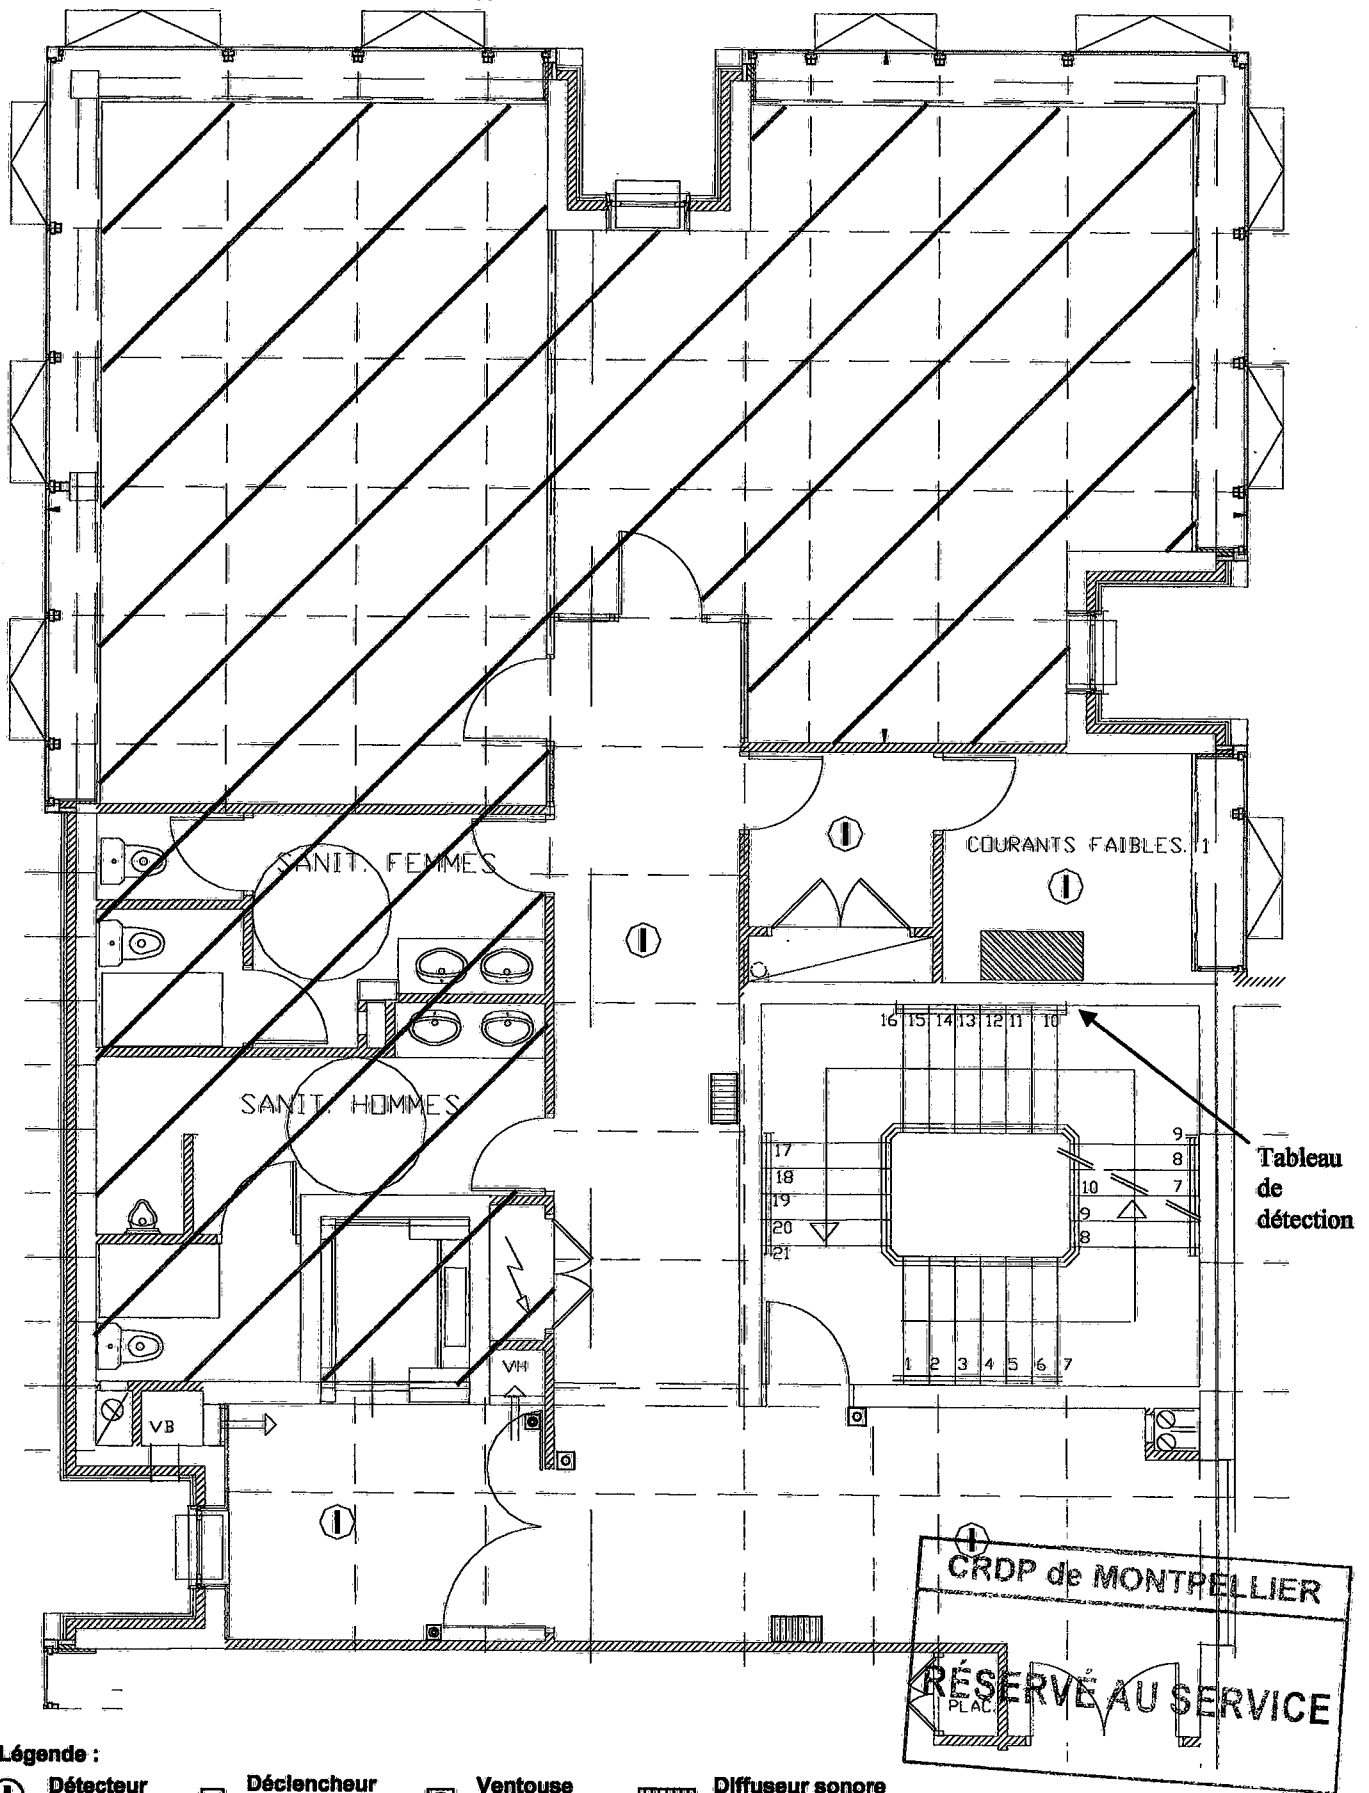 SANIT. FEMMES
COURANTS FAIBLES. 1
16 15 14 13 12 11 10
SANIT. HOMMES
17
18
19
20
21
9
8
7
10
9
8
Tableau
de
détection
1 2 3 4 5 6 7
VH
VB
CRDP de MONTPELLIER
RÉSERVÉ AU SERVICE
PLAC.
Légende :
Détecteur
Déclencheur
Ventouse
Diffuseur sonore